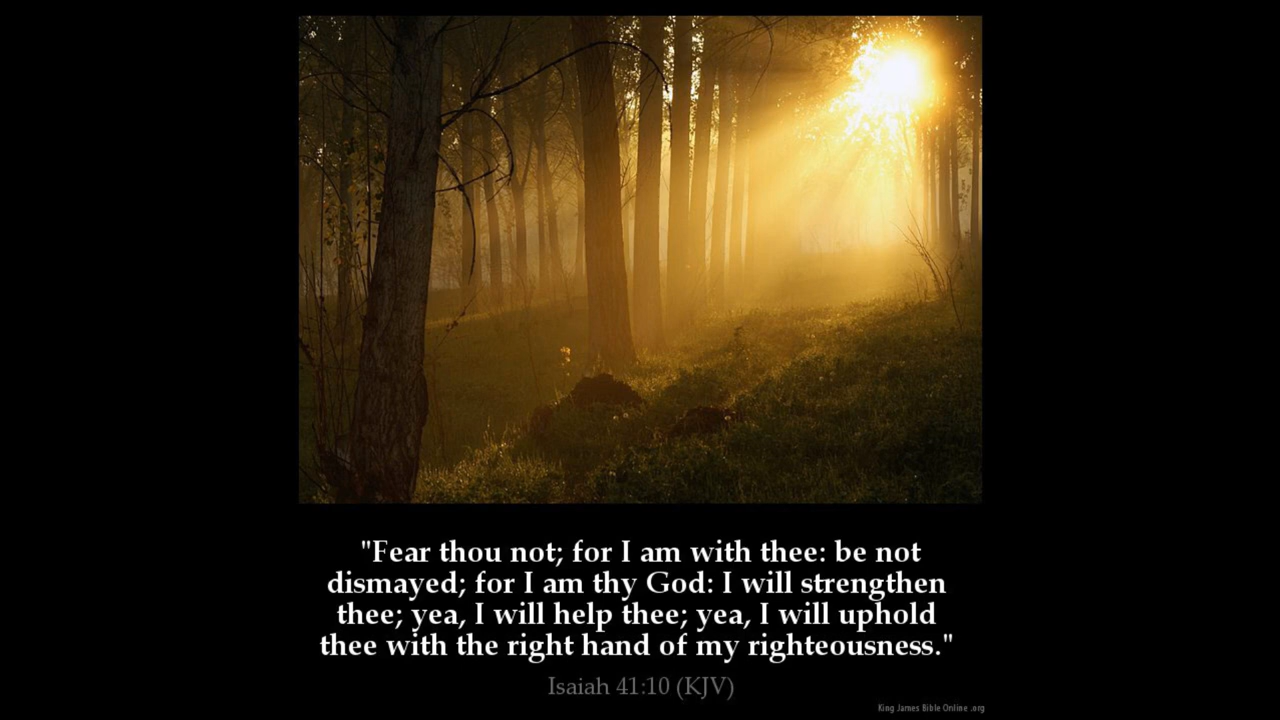 "Fear thou not; for I am with thee: be not
dismayed; for I am thy God: I will strengthen
thee; yea, I will help thee; yea, I will uphold
thee with the right hand of my righteousness."
Isaiah 41:10 (KJV)
King James Bible Online .org